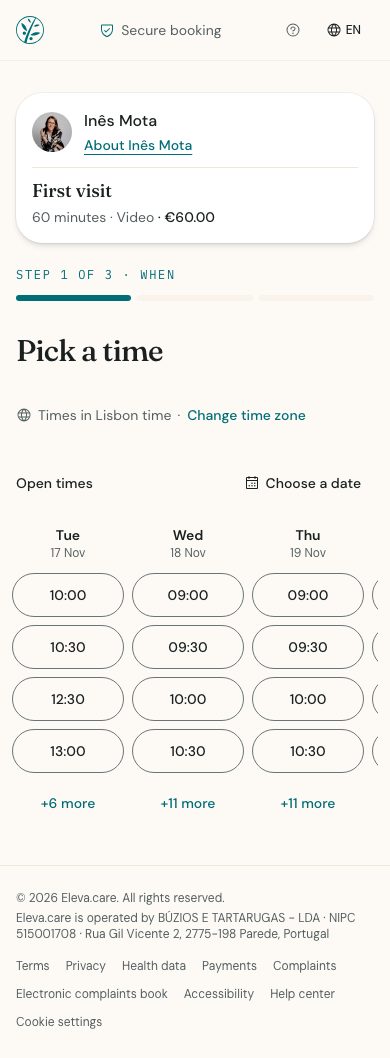 Secure booking
EN
Inês Mota
About Inês Mota
First visit
60 minutes · Video · €60.00
STEP 1 OF 3 · WHEN
Pick a time
Times in Lisbon time · Change time zone
Open times
Choose a date
Tue Wed Thu
17 Nov 18 Nov 19 Nov
10:00 09:00 09:00
10:30 09:30 09:30
12:30 10:00 10:00
13:00 10:30 10:30
+6 more +11 more +11 more
© 2026 Eleva.care. All rights reserved.
Eleva.care is operated by BÚZIOS E TARTARUGAS – LDA · NIPC
515001708 · Rua Gil Vicente 2, 2775-198 Parede, Portugal
Terms Privacy Health data Payments Complaints
Electronic complaints book Accessibility Help center
Cookie settings